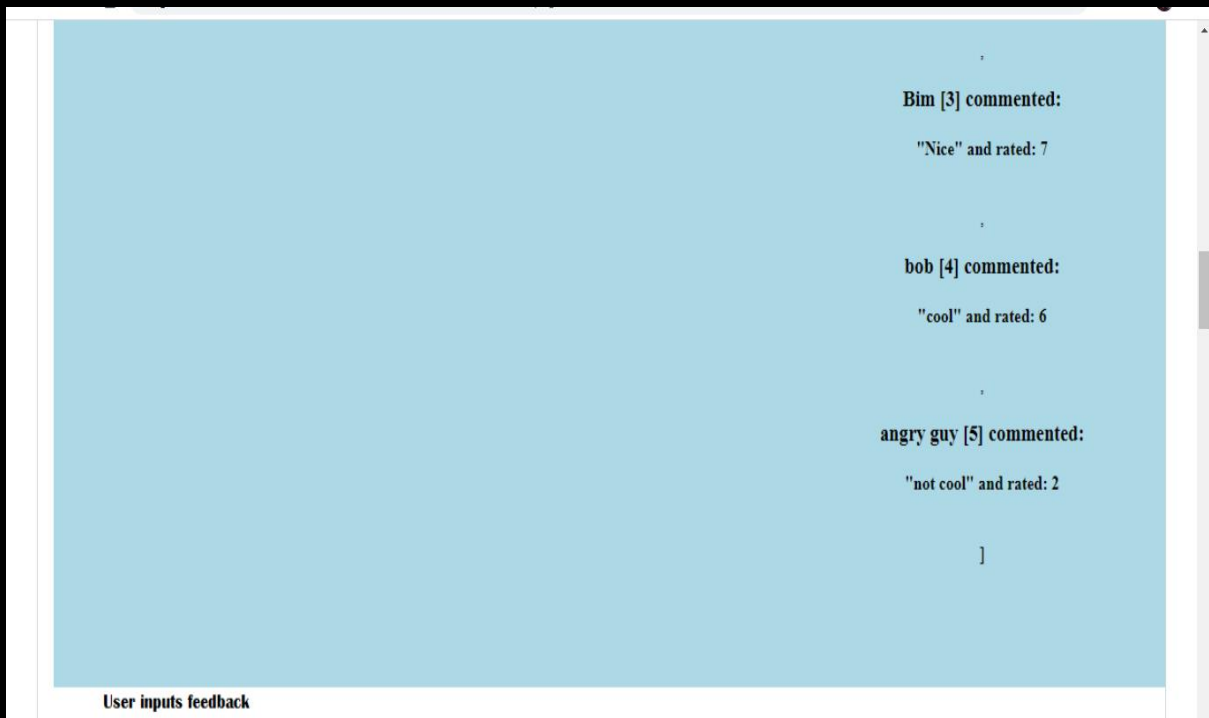 ,
Bim [3] commented:
"Nice" and rated: 7
,
bob [4] commented:
"cool" and rated: 6
,
angry guy [5] commented:
"not cool" and rated: 2
]
User inputs feedback